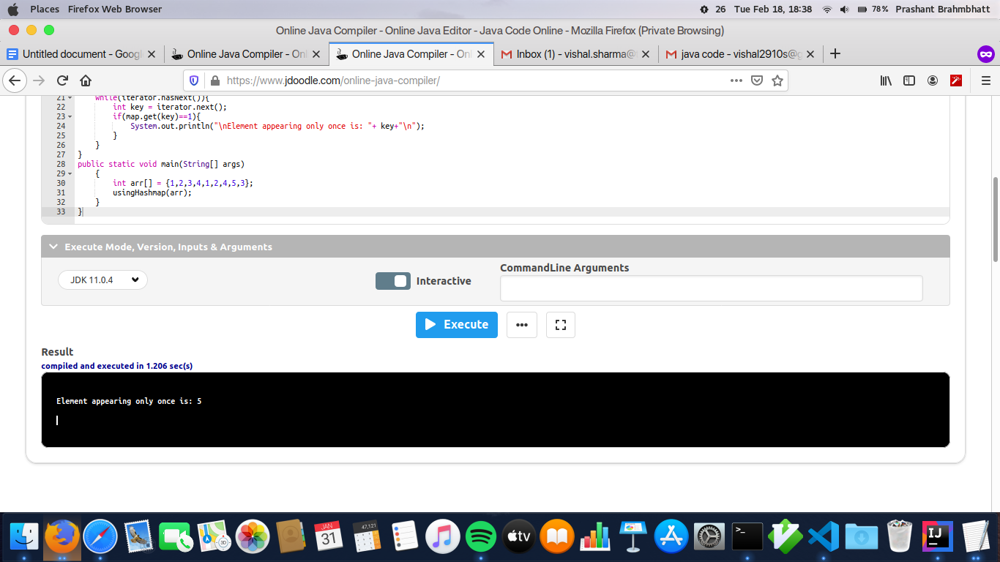 Places Firefox Web Browser 26 Tue Feb 18, 18:38 78% Prashant Brahmbhatt
Online Java Compiler - Online Java Editor - Java Code Online - Mozilla Firefox (Private Browsing)
Untitled document - Goog Online Java Compiler - Onl Online Java Compiler - Onl Inbox (1) - vishal.sharma@ java code - vishal2910s@g
https://www.jdoodle.com/online-java-compiler/
21 while(iterator.hasNext()){
22 int key = iterator.next();
23 if(map.get(key)==1){
24 System.out.println("\nElement appearing only once is: "+ key+"\n");
25 }
26 }
27 }
28 public static void main(String[] args)
29 {
30 int arr[] = {1,2,3,4,1,2,4,5,3};
31 usingHashmap(arr);
32 }
33 }
Execute Mode, Version, Inputs & Arguments
CommandLine Arguments
JDK 11.0.4 Interactive
Execute
Result
compiled and executed in 1.206 sec(s)
Element appearing only once is: 5
JAN
31
47,121
3D
tv
>_
IJ